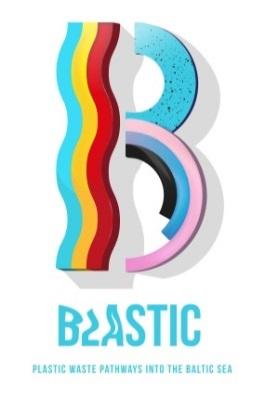 B
BLASTIC
PLASTIC WASTE PATHWAYS INTO THE BALTIC SEA